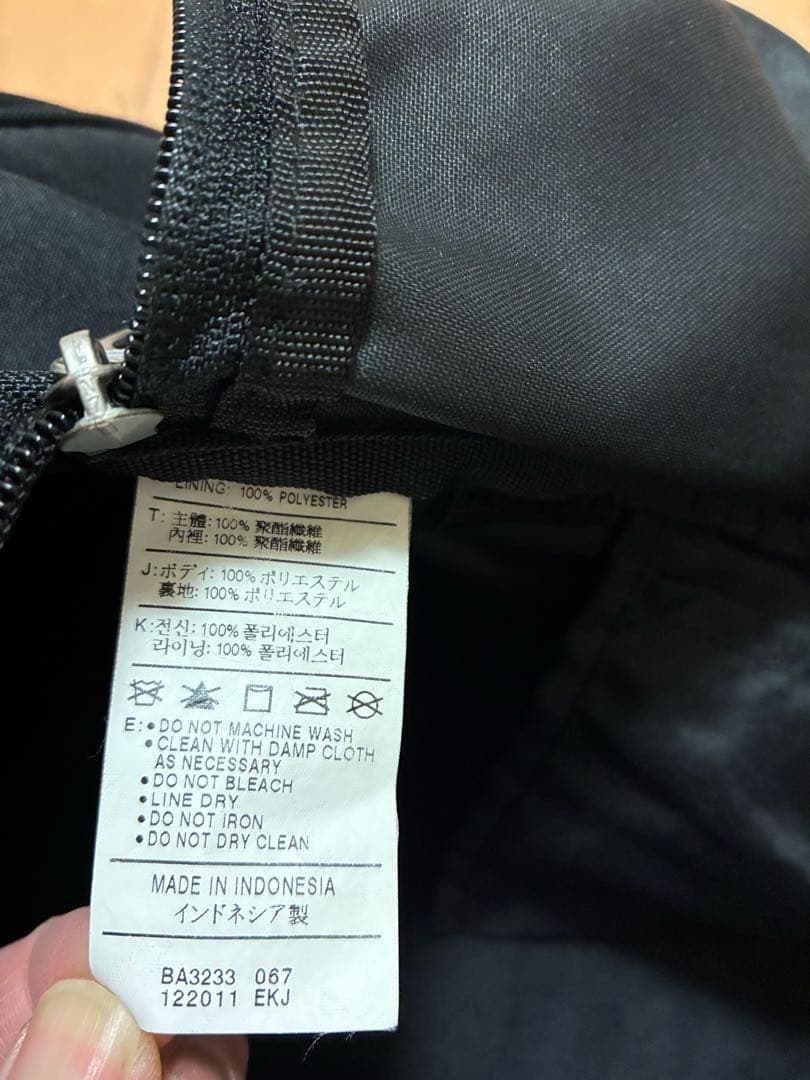 LINING: 100% POLYESTER
T: 主體: 100% 聚酯纖維
內裡: 100% 聚酯纖維
J: ボディ: 100% ポリエステル
裏地: 100% ポリエステル
K: 전신: 100% 폴리에스터
라이닝: 100% 폴리에스터
E: • DO NOT MACHINE WASH
• CLEAN WITH DAMP CLOTH
AS NECESSARY
• DO NOT BLEACH
• LINE DRY
• DO NOT IRON
• DO NOT DRY CLEAN
MADE IN INDONESIA
インドネシア製
BA3233 067
122011 EKJ